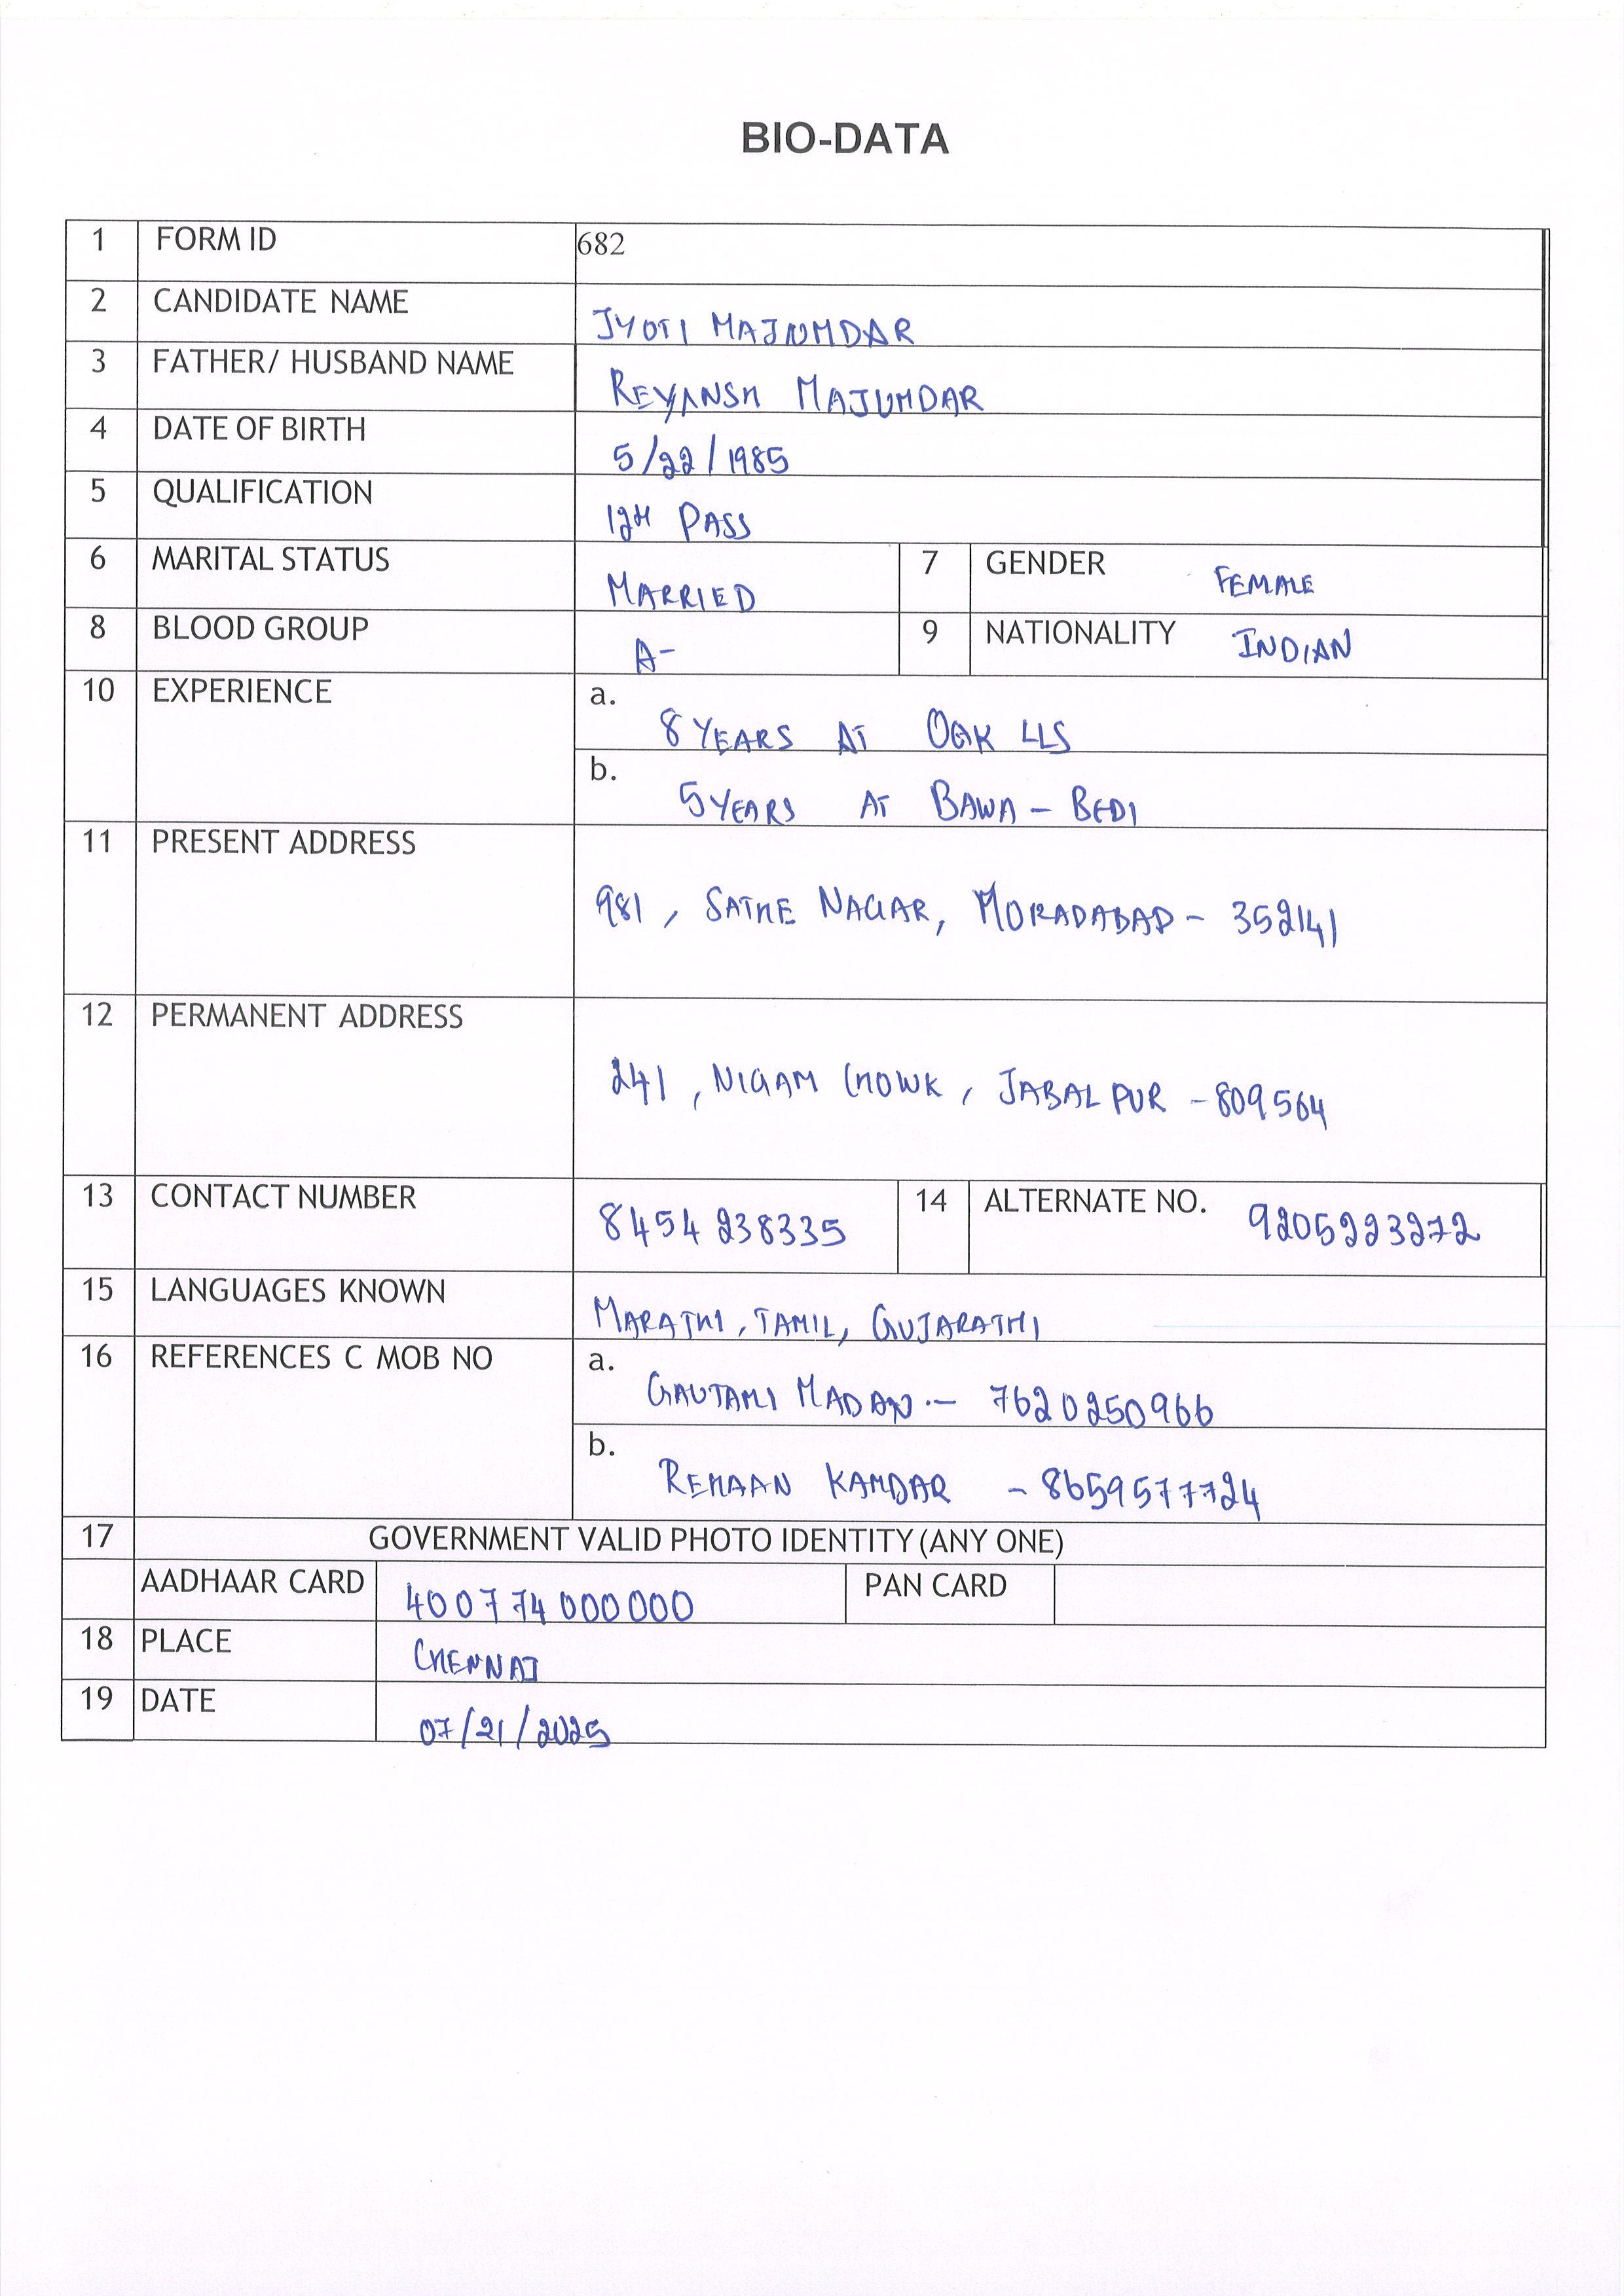 BIO-DATA
1 FORM ID 682
2 CANDIDATE NAME JYOTI MAJUMDAR
3 FATHER/ HUSBAND NAME REYANSH MAJUMDAR
4 DATE OF BIRTH 5/22/1985
5 QUALIFICATION 12TH PASS
6 MARITAL STATUS MARRIED 7 GENDER FEMALE
8 BLOOD GROUP A- 9 NATIONALITY INDIAN
10 EXPERIENCE a. 8 YEARS AT LLS
b. 5 YEARS AT BAWA - BEDI
11 PRESENT ADDRESS
981, SATHE NAGAR, MORADABAD - 352141
12 PERMANENT ADDRESS
241, NIGAM CHOWK, JABALPUR - 809564
13 CONTACT NUMBER 8454238335 14 ALTERNATE NO. 9205223272
15 LANGUAGES KNOWN MARATHI, TAMIL, GUJARATHI
16 REFERENCES C MOB NO a. GAUTAMI MADAN - 7620250966
b. REHAAN KAMDAR - 8659577724
17 GOVERNMENT VALID PHOTO IDENTITY (ANY ONE)
AADHAAR CARD 400774000000 PAN CARD
18 PLACE CHENNAI
19 DATE 07/21/2025